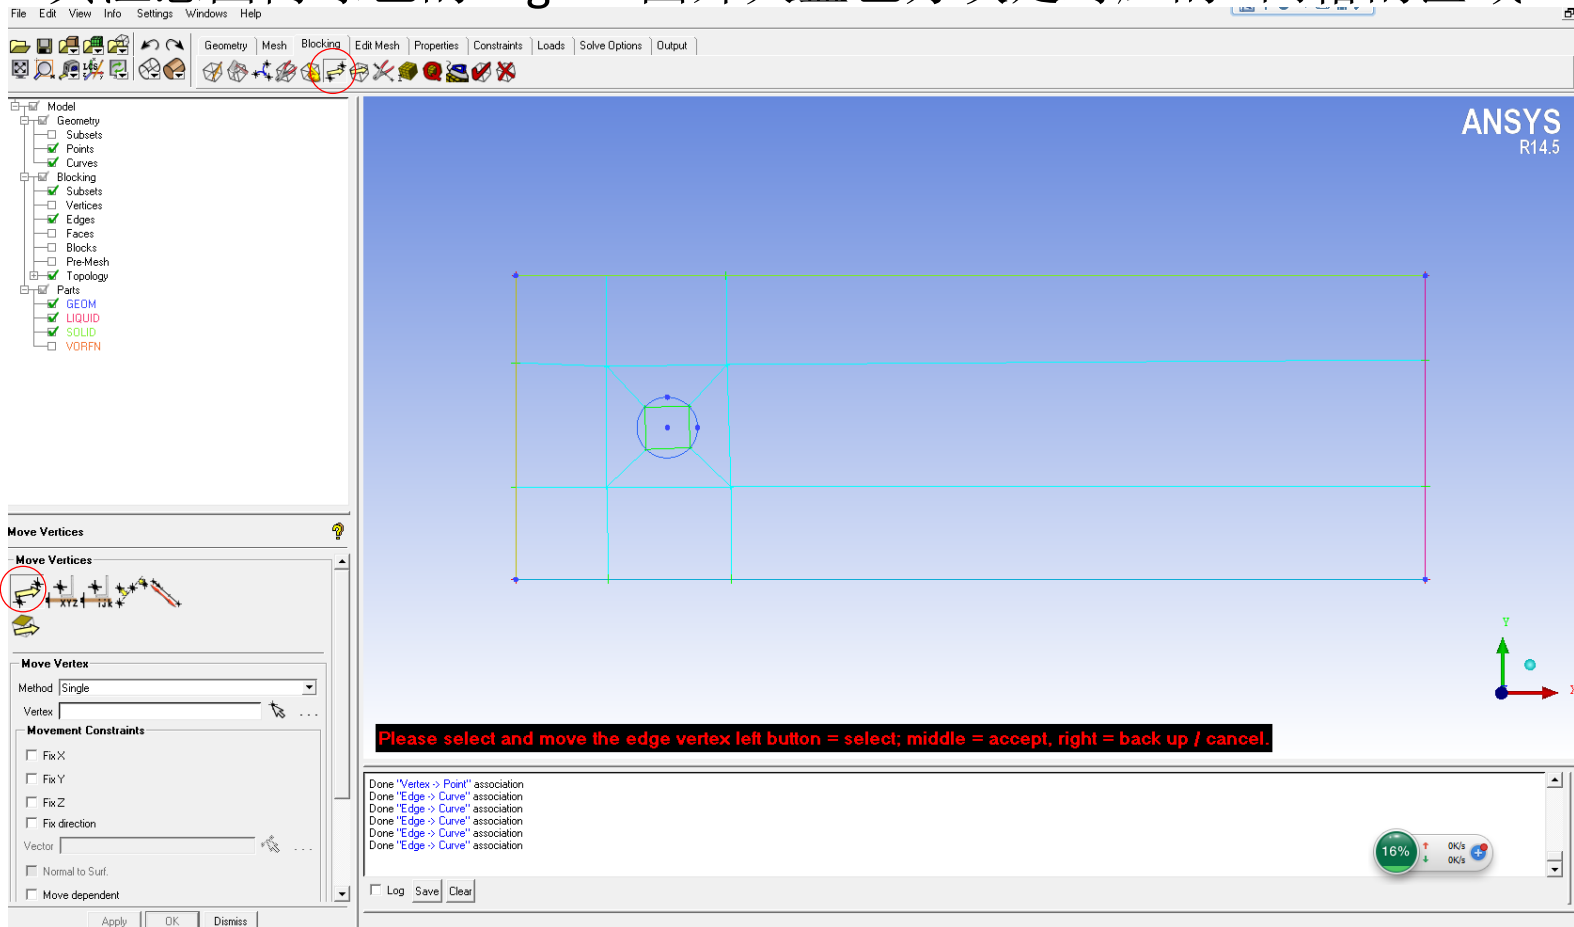 File Edit View Info Settings Windows Help
Geometry Mesh Blocking Edit Mesh Properties Constraints Loads Solve Options Output
Model
Geometry
Subsets
Points
Curves
Blocking
Subsets
Vertices
Edges
Faces
Blocks
Pre-Mesh
Topology
Parts
GEOM
LIQUID
SOLID
VORFN
ANSYS
R14.5
Y
X
Move Vertices
Move Vertices
XYZ IJK
Move Vertex
Method Single
Vertex
Movement Constraints
Fix X
Fix Y
Fix Z
Fix direction
Vector
Normal to Surf.
Move dependent
Apply OK Dismiss
Please select and move the edge vertex left button = select; middle = accept, right = back up / cancel.
Done "Vertex -> Point" association
Done "Edge -> Curve" association
Done "Edge -> Curve" association
Done "Edge -> Curve" association
Done "Edge -> Curve" association
Done "Edge -> Curve" association
Log Save Clear
16%
0K/s
0K/s